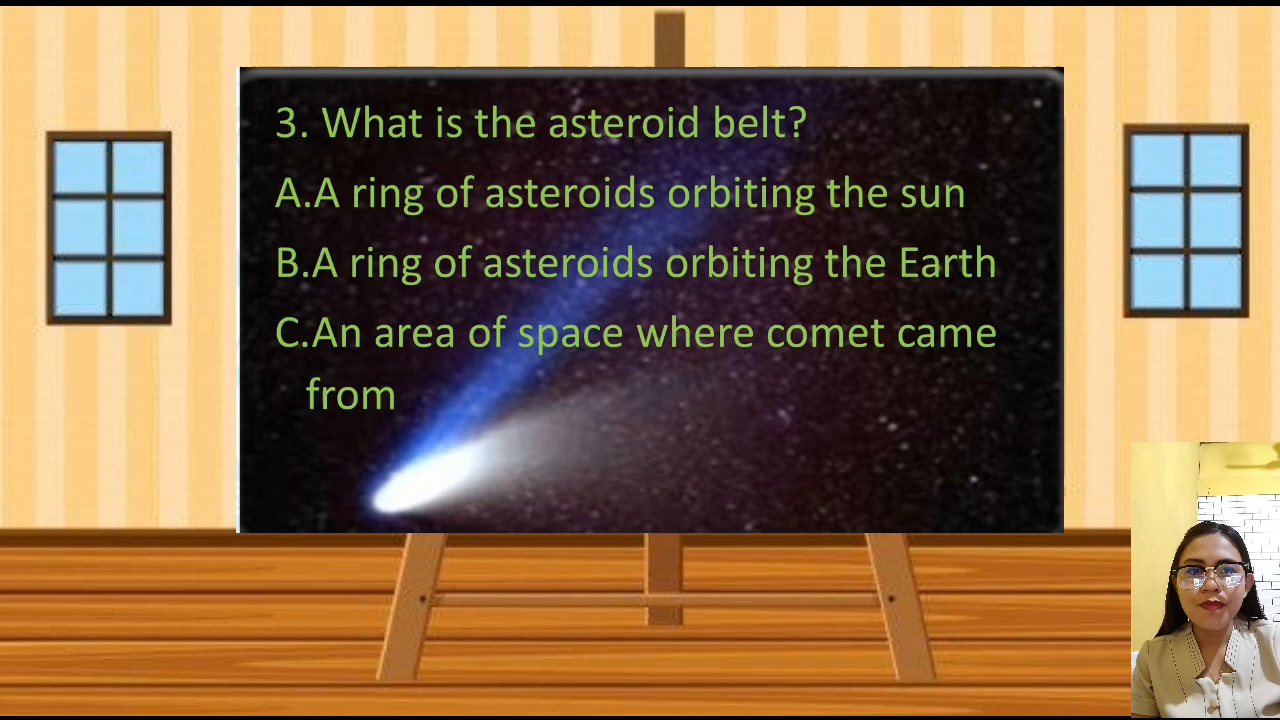 3. What is the asteroid belt?
A.A ring of asteroids orbiting the sun
B.A ring of asteroids orbiting the Earth
C.An area of space where comet came
from